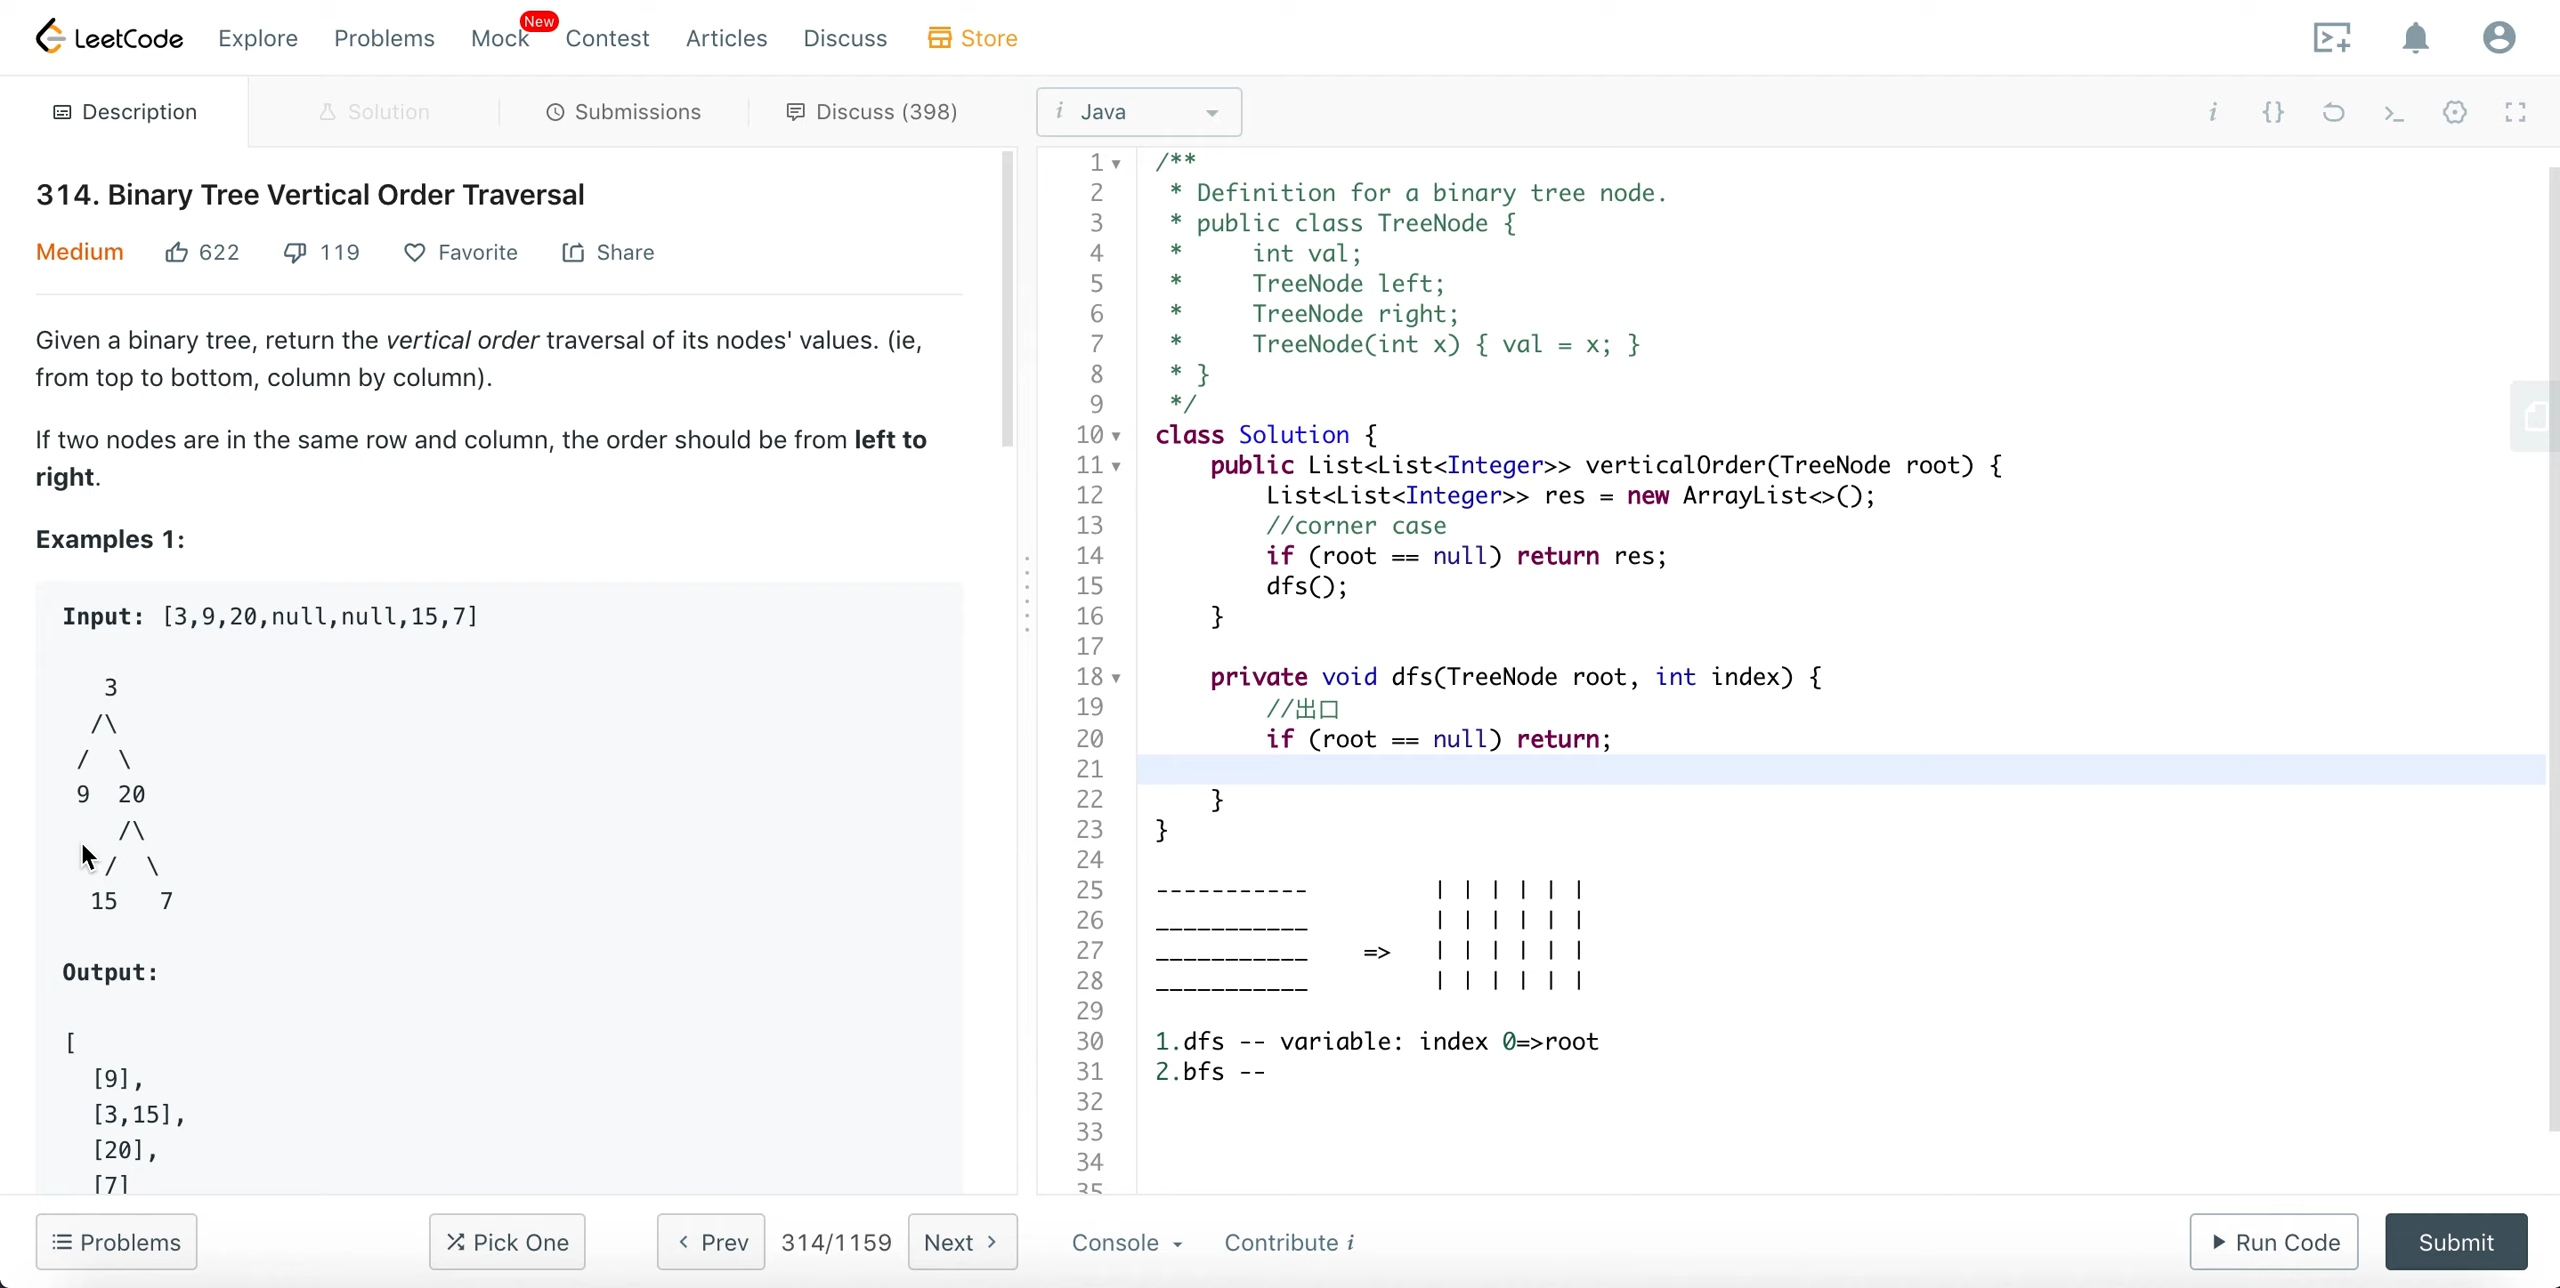 LeetCode Explore Problems Mock New Contest Articles Discuss Store
Description Solution Submissions Discuss (398)
314. Binary Tree Vertical Order Traversal
Medium 622 119 Favorite Share
Given a binary tree, return the vertical order traversal of its nodes' values. (ie,
from top to bottom, column by column).
If two nodes are in the same row and column, the order should be from left to
right.
Examples 1:
Input: [3,9,20,null,null,15,7]
3
/\
/ \
9 20
/\
/ \
15 7
Output:
[
[9],
[3,15],
[20],
[7]
Problems Pick One < Prev 314/1159 Next >
i Java
i {} >_
1 /**
2 * Definition for a binary tree node.
3 * public class TreeNode {
4 * int val;
5 * TreeNode left;
6 * TreeNode right;
7 * TreeNode(int x) { val = x; }
8 * }
9 */
10 class Solution {
11 public List<List<Integer>> verticalOrder(TreeNode root) {
12 List<List<Integer>> res = new ArrayList<>();
13 //corner case
14 if (root == null) return res;
15 dfs();
16 }
17
18 private void dfs(TreeNode root, int index) {
19 //出口
20 if (root == null) return;
21
22 }
23 }
24
25 ----------- | | | | | |
26 ___________ | | | | | |
27 ___________ => | | | | | |
28 ___________ | | | | | |
29
30 1.dfs -- variable: index 0=>root
31 2.bfs --
32
33
34
35
Console Contribute i Run Code Submit